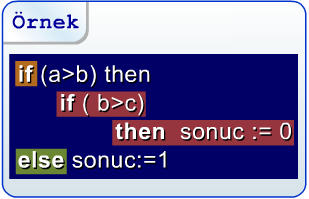 Örnek
if (a>b) then
if ( b>c)
then sonuc := 0
else sonuc:=1